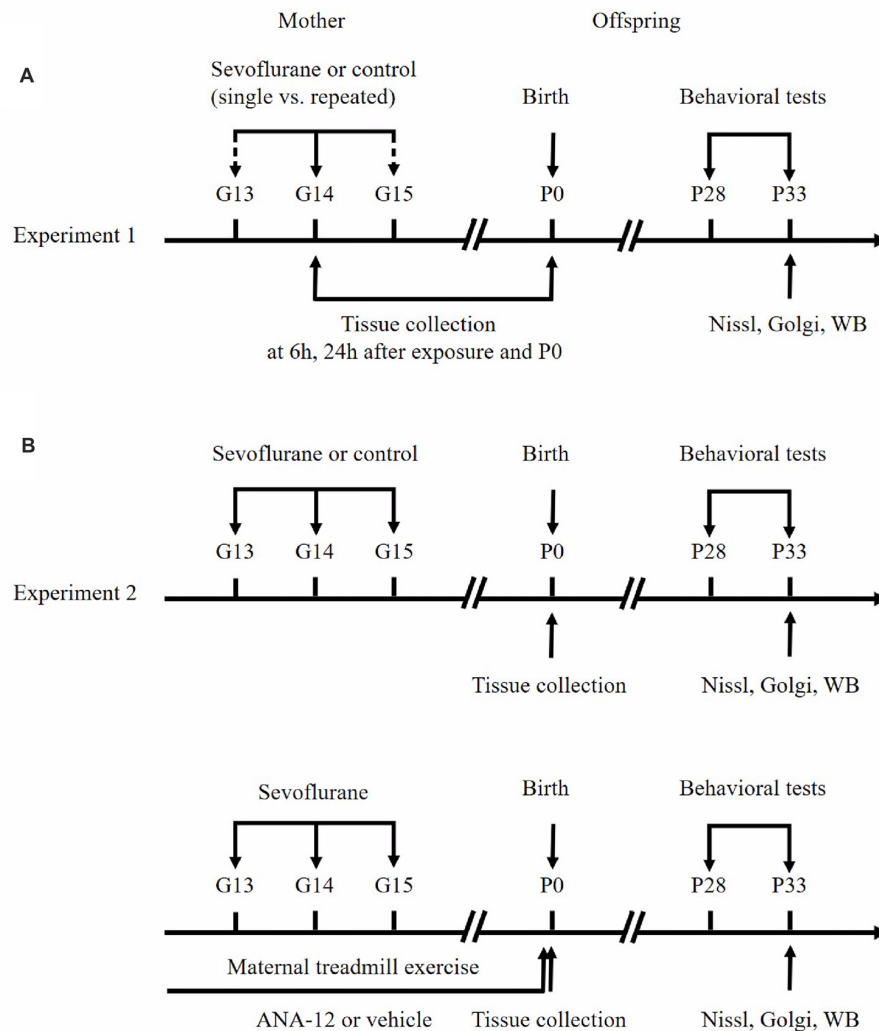 Mother Offspring
A
Sevoflurane or control
(single vs. repeated) Birth Behavioral tests
G13 G14 G15 P0 P28 P33
Experiment 1
Tissue collection Nissl, Golgi, WB
at 6h, 24h after exposure and P0
B
Sevoflurane or control Birth Behavioral tests
G13 G14 G15 P0 P28 P33
Experiment 2
Tissue collection Nissl, Golgi, WB
Sevoflurane Birth Behavioral tests
G13 G14 G15 P0 P28 P33
Maternal treadmill exercise
ANA-12 or vehicle Tissue collection Nissl, Golgi, WB